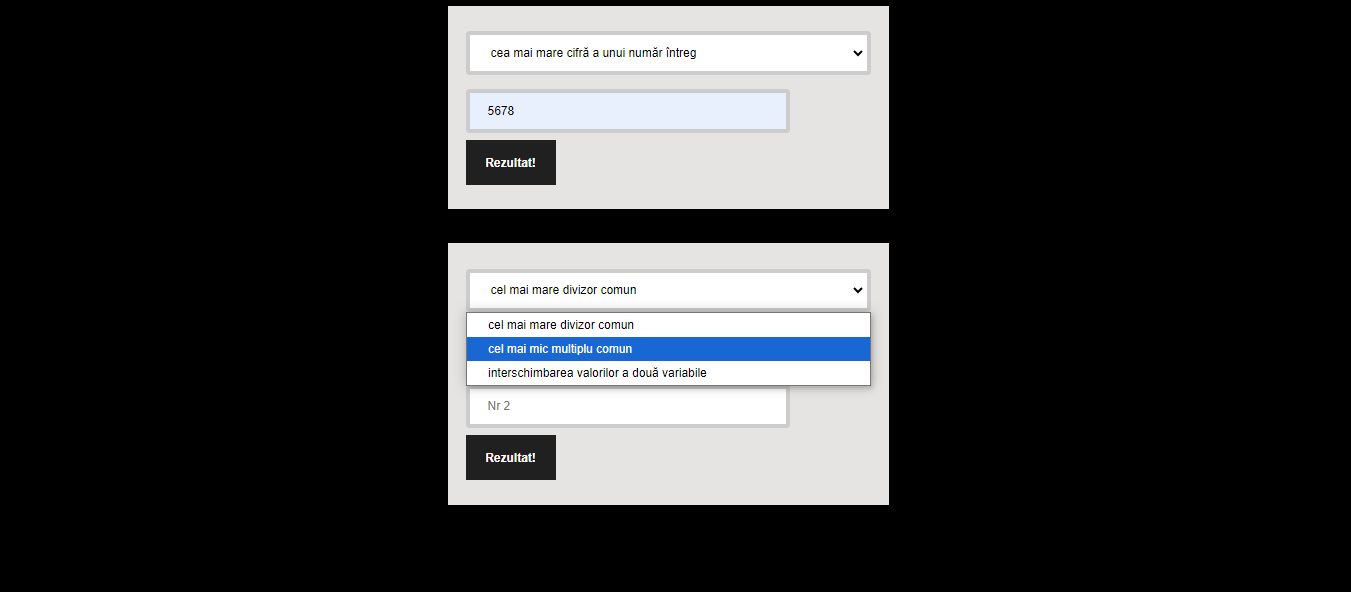 cea mai mare cifră a unui număr întreg
5678
Rezultat!
cel mai mare divizor comun
cel mai mare divizor comun
cel mai mic multiplu comun
interschimbarea valorilor a două variabile
Nr 2
Rezultat!